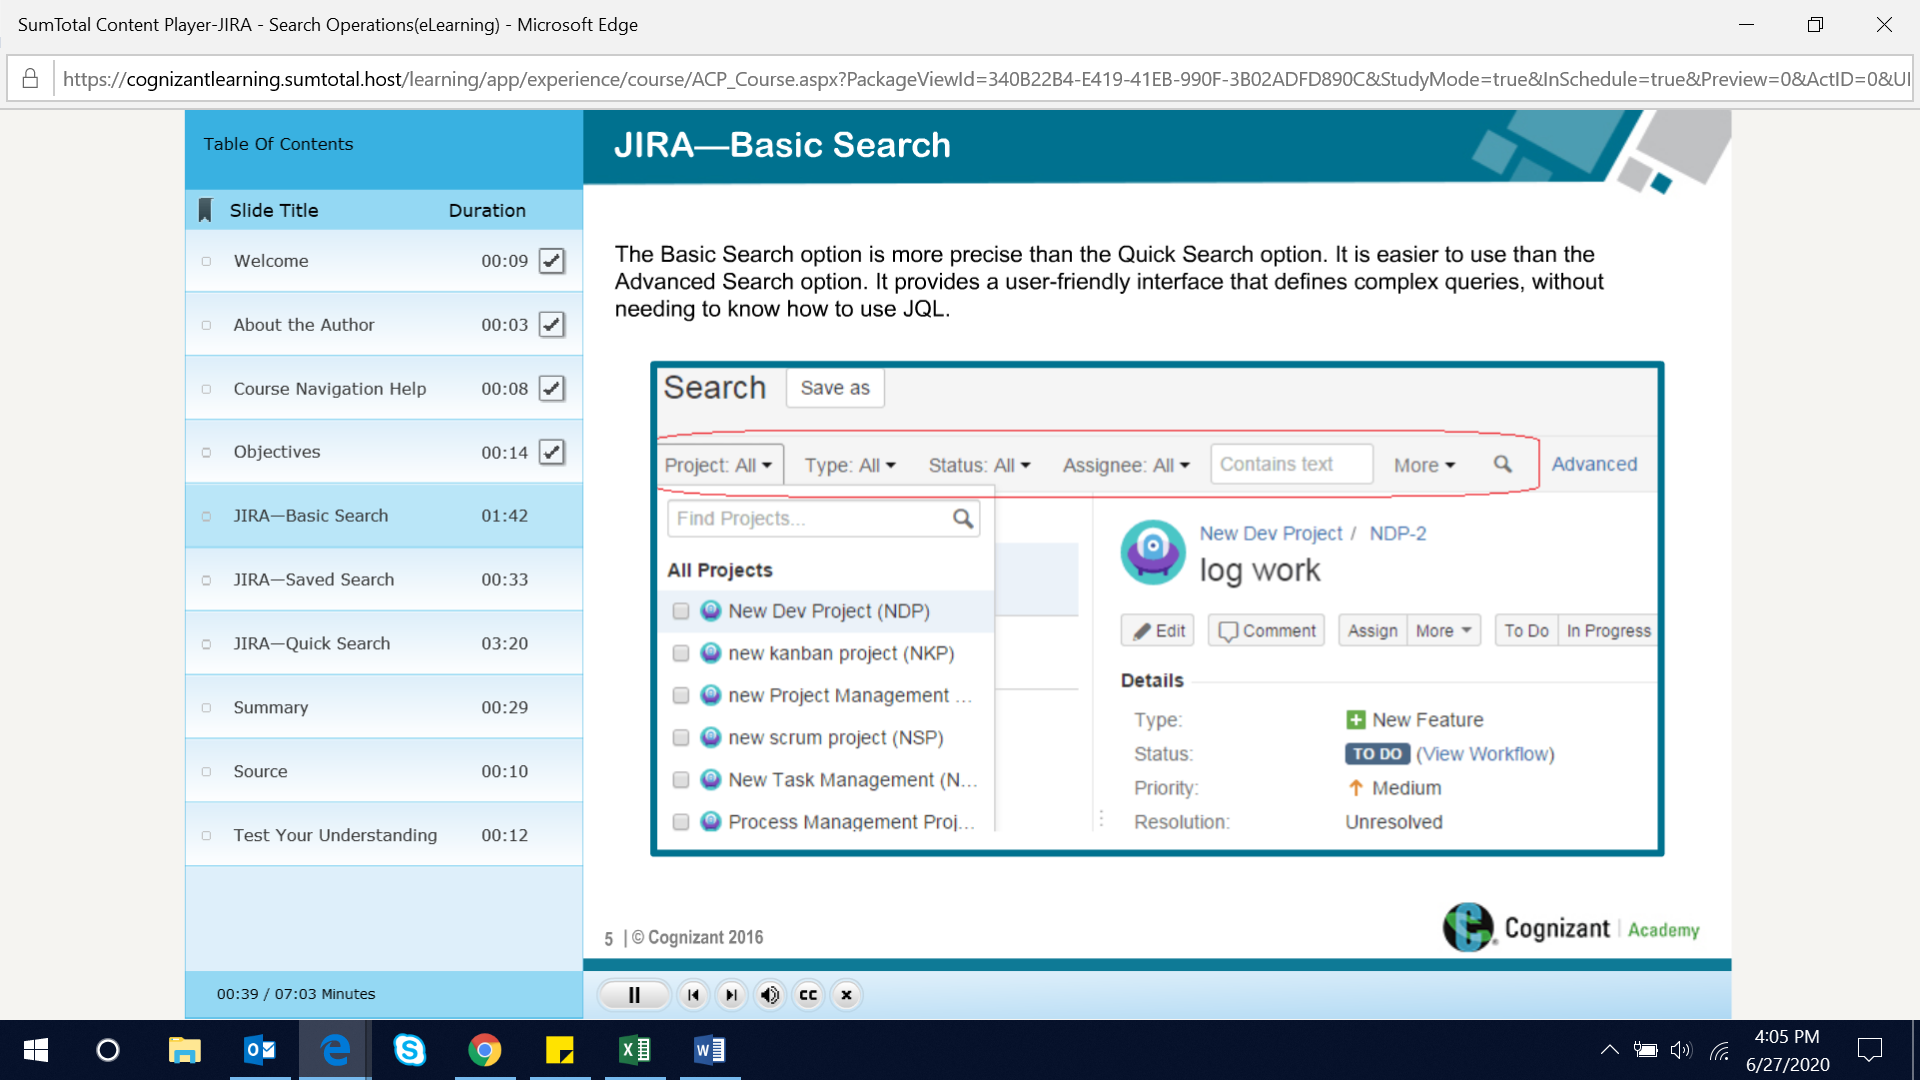 SumTotal Content Player-JIRA - Search Operations(eLearning) - Microsoft Edge
https://cognizantlearning.sumtotal.host/learning/app/experience/course/ACP_Course.aspx?PackageViewId=340B22B4-E419-41EB-990F-3B02ADFD890C&StudyMode=true&InSchedule=true&Preview=0&ActID=0&UI
Table Of Contents
Slide Title Duration
Welcome 00:09
About the Author 00:03
Course Navigation Help 00:08
Objectives 00:14
JIRA—Basic Search 01:42
JIRA—Saved Search 00:33
JIRA—Quick Search 03:20
Summary 00:29
Source 00:10
Test Your Understanding 00:12
00:39 / 07:03 Minutes
JIRA—Basic Search
The Basic Search option is more precise than the Quick Search option. It is easier to use than the
Advanced Search option. It provides a user-friendly interface that defines complex queries, without
needing to know how to use JQL.
Search Save as
Project: All Type: All Status: All Assignee: All Contains text More Advanced
Find Projects...
All Projects
New Dev Project (NDP)
new kanban project (NKP)
new Project Management ...
new scrum project (NSP)
New Task Management (N...
Process Management Proj...
New Dev Project / NDP-2
log work
Edit Comment Assign More To Do In Progress
Details
Type: New Feature
Status: TO DO (View Workflow)
Priority: Medium
Resolution: Unresolved
5 | © Cognizant 2016
Cognizant | Academy
CC
4:05 PM
6/27/2020